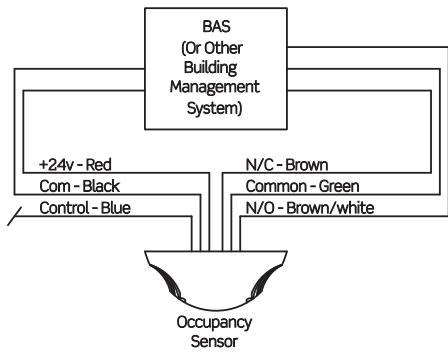 BAS
(Or Other
Building
Management
System)
+24v - Red
Com - Black
Control - Blue
N/C - Brown
Common - Green
N/O - Brown/white
Occupancy
Sensor